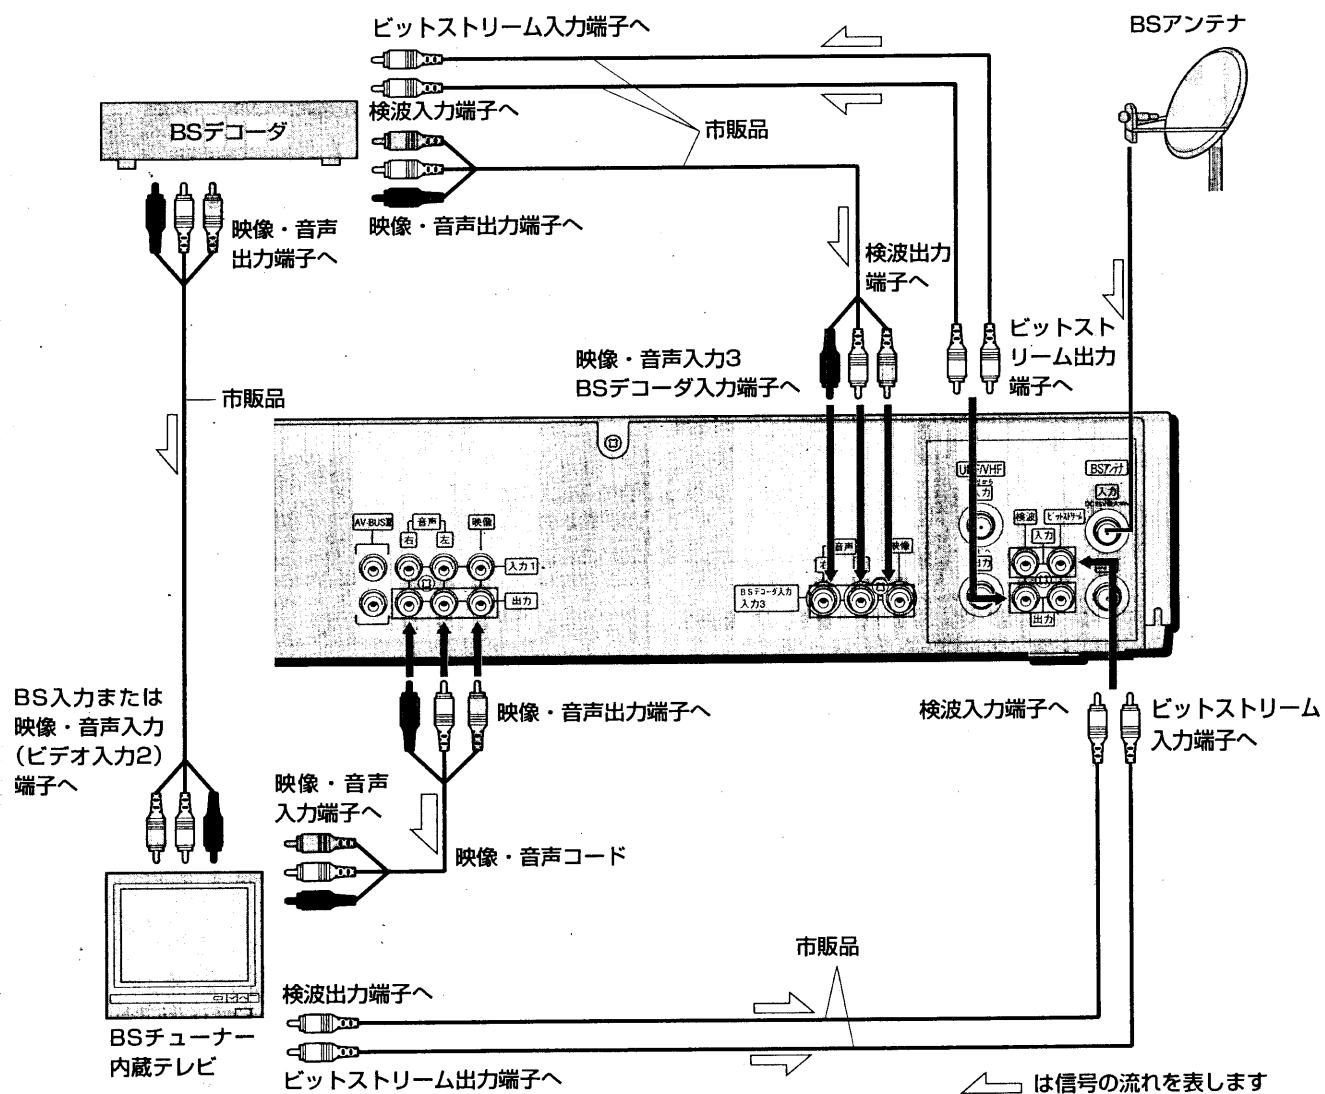 ビットストリーム入力端子へ
BSアンテナ
検波入力端子へ
市販品
BSデコーダ
映像・音声出力端子へ
映像・音声
出力端子へ
検波出力
端子へ
ビットスト
リーム出力
端子へ
映像・音声入力3
BSデコーダ入力端子へ
市販品
BSアンテナ
入力
AV-BUSⅢ
音声
右
左
映像
入力1
出力
検波
ビットストリーム
入力
出力
音声
映像
BSデコーダ入力
入力3
BS入力または
映像・音声入力
(ビデオ入力2)
端子へ
映像・音声出力端子へ
検波入力端子へ
ビットストリーム
入力端子へ
映像・音声
入力端子へ
映像・音声コード
市販品
検波出力端子へ
BSチューナー
内蔵テレビ
ビットストリーム出力端子へ
は信号の流れを表します